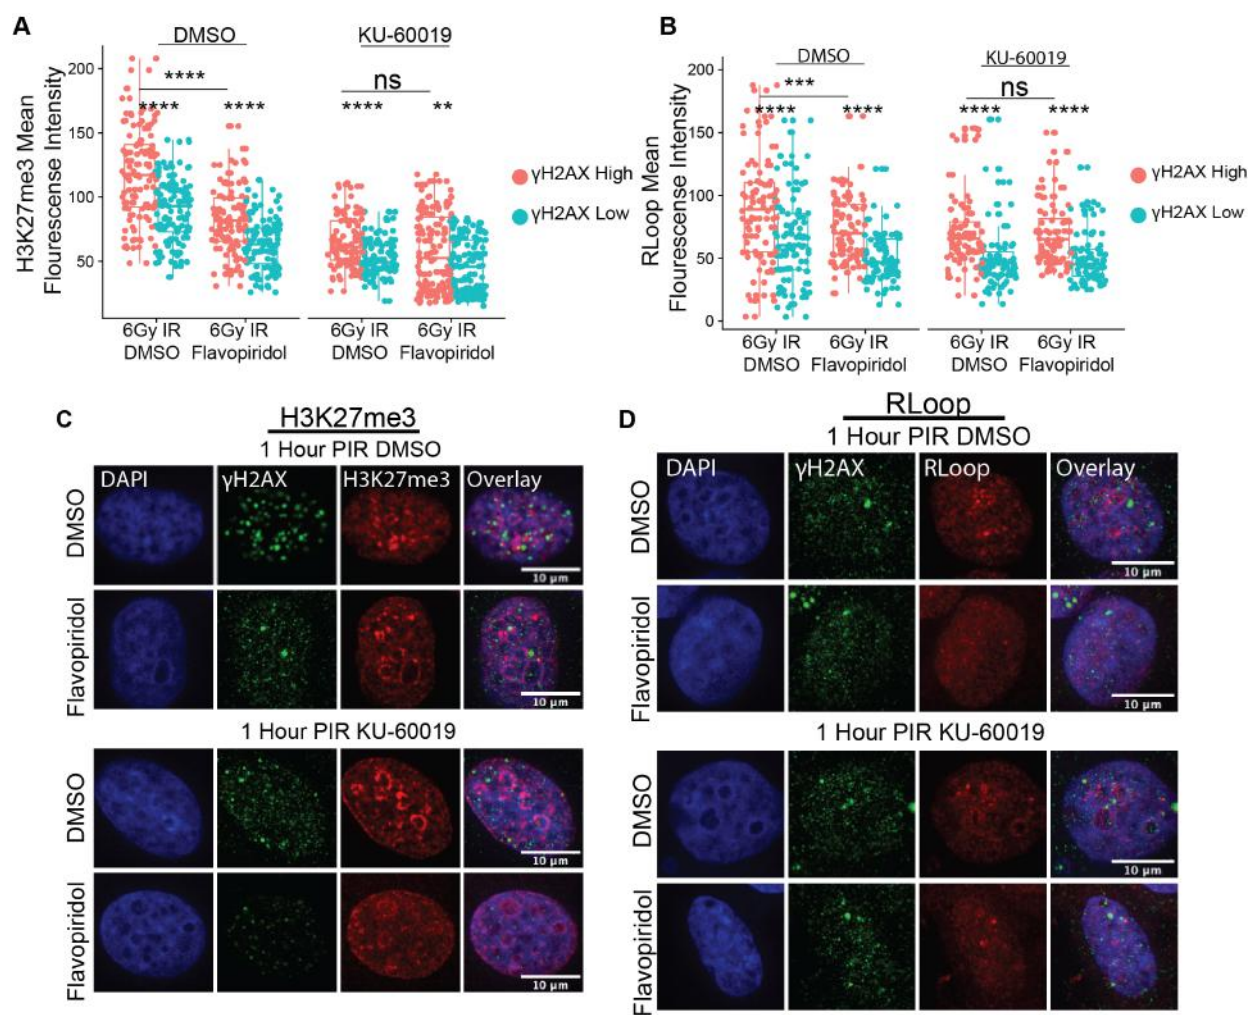 A
DMSO
KU-60019
H3K27me3 Mean
Flourescense Intensity
200
150
100
50
****
****
****
ns
****
**
γH2AX High
γH2AX Low
6Gy IR
DMSO
6Gy IR
Flavopiridol
6Gy IR
DMSO
6Gy IR
Flavopiridol
B
DMSO
KU-60019
RLoop Mean
Flourescense Intensity
200
150
100
50
0
***
****
****
ns
****
****
γH2AX High
γH2AX Low
6Gy IR
DMSO
6Gy IR
Flavopiridol
6Gy IR
DMSO
6Gy IR
Flavopiridol
C
H3K27me3
1 Hour PIR DMSO
DAPI
γH2AX
H3K27me3
Overlay
DMSO
10 μm
Flavopiridol
10 μm
1 Hour PIR KU-60019
DMSO
10 μm
Flavopiridol
10 μm
D
RLoop
1 Hour PIR DMSO
DAPI
γH2AX
RLoop
Overlay
DMSO
10 μm
Flavopiridol
10 μm
1 Hour PIR KU-60019
DMSO
10 μm
Flavopiridol
10 μm